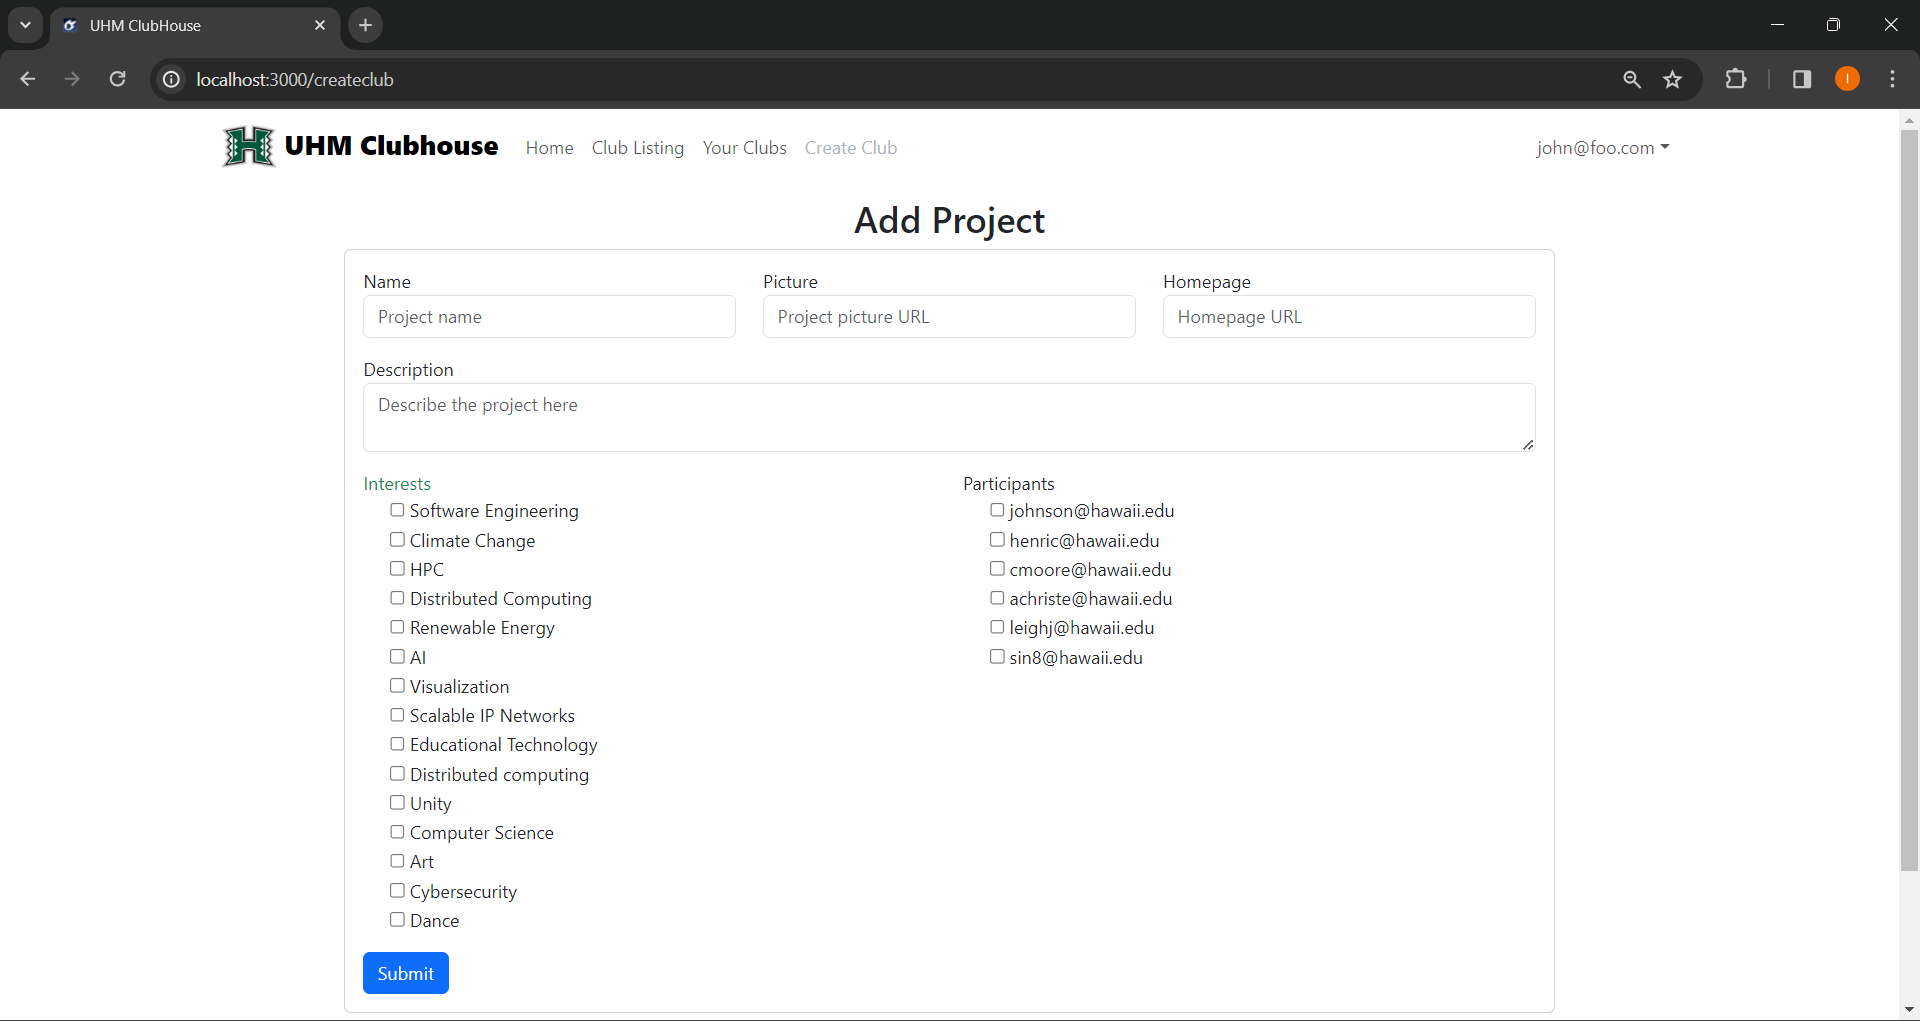 UHM ClubHouse
localhost:3000/createclub
I
UHM Clubhouse Home Club Listing Your Clubs Create Club john@foo.com
Add Project
Name Picture Homepage
Project name Project picture URL Homepage URL
Description
Describe the project here
Interests Participants
Software Engineering johnson@hawaii.edu
Climate Change henric@hawaii.edu
HPC cmoore@hawaii.edu
Distributed Computing achriste@hawaii.edu
Renewable Energy leighj@hawaii.edu
AI sin8@hawaii.edu
Visualization
Scalable IP Networks
Educational Technology
Distributed computing
Unity
Computer Science
Art
Cybersecurity
Dance
Submit